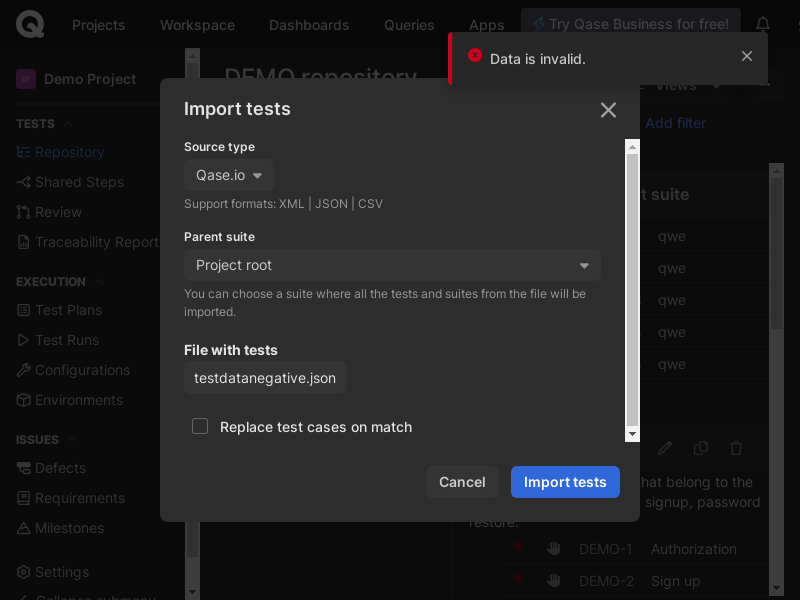 Projects
Workspace
Dashboards
Queries
Apps
Try Qase Business for free!
Data is invalid.
DP
Demo Project
DEMO repository
Views
Add filter
TESTS
Repository
Shared Steps
Review
Traceability Report
EXECUTION
Test Plans
Test Runs
Configurations
Environments
ISSUES
Defects
Requirements
Milestones
Settings
Collapse submenu
Import tests
Source type
Qase.io
Support formats: XML | JSON | CSV
Parent suite
Project root
You can choose a suite where all the tests and suites from the file will be
imported.
File with tests
testdatanegative.json
Replace test cases on match
Cancel
Import tests
t suite
qwe
qwe
qwe
qwe
qwe
hat belong to the
signup, password
restore.
DEMO-1
Authorization
DEMO-2
Sign up